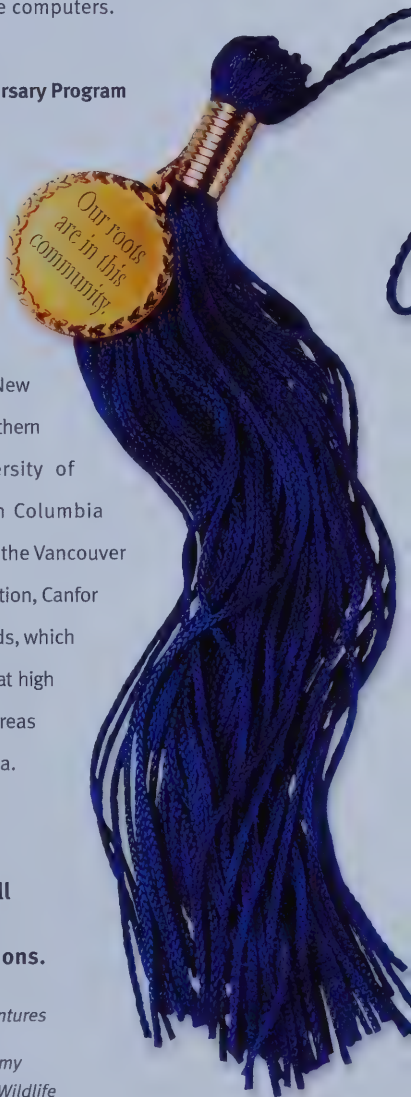 e computers.
rsary Program
Our roots
are in this
community.
New
thern
ersity of
n Columbia
the Vancouver
tion, Canfor
ds, which
at high
reas
a.
ll
ons.
ntures
my
Wildlife